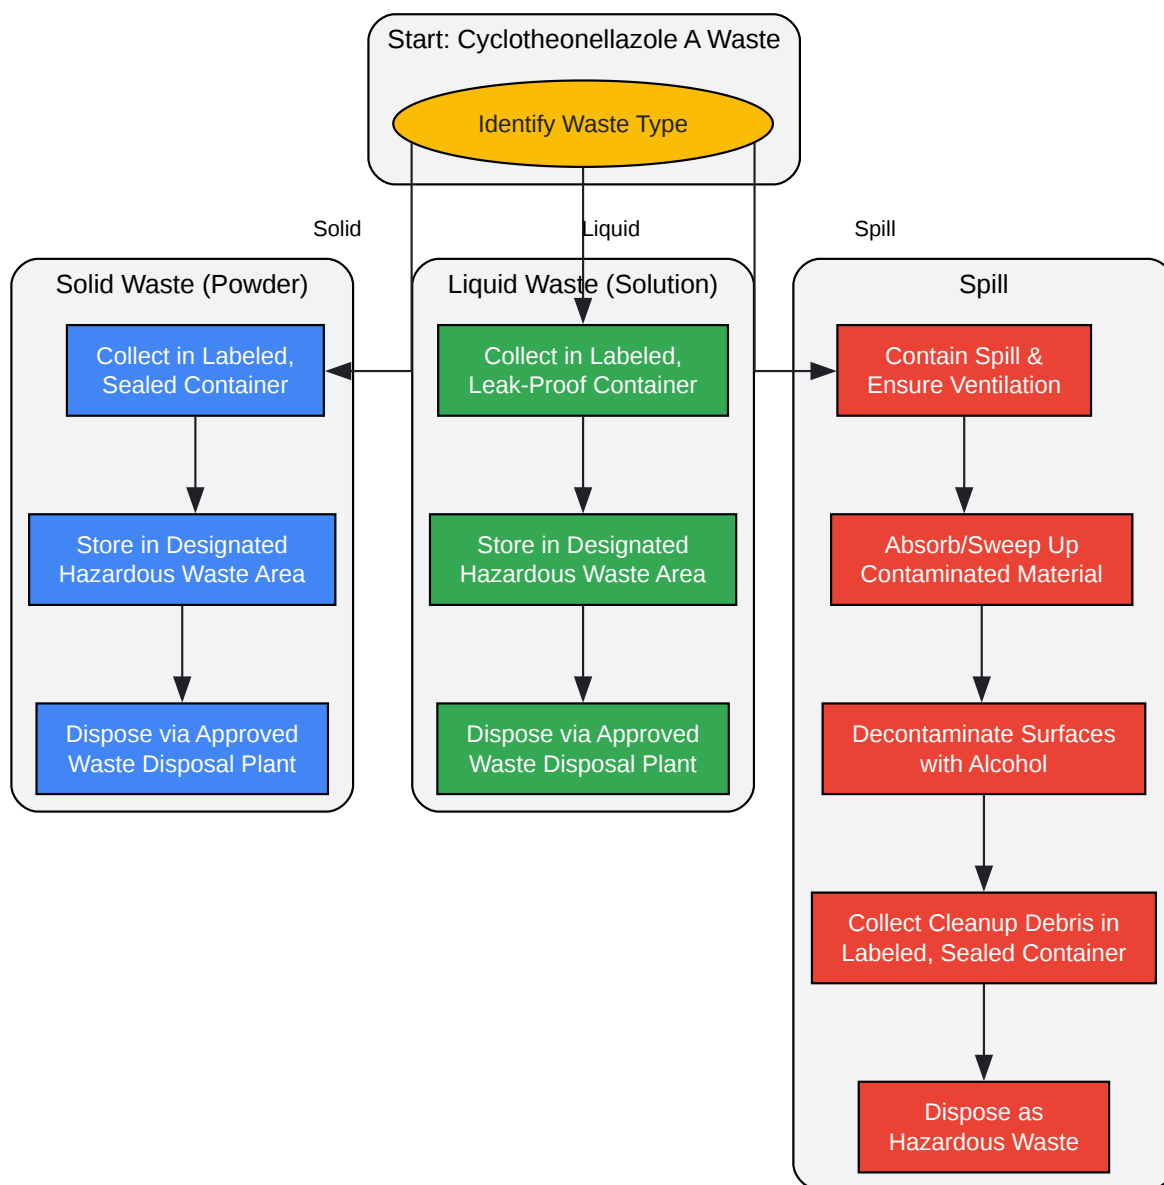 Start: Cyclotheonellazole A Waste
Identify Waste Type
Solid
Liquid
Spill
Solid Waste (Powder)
Collect in Labeled,
Sealed Container
Store in Designated
Hazardous Waste Area
Dispose via Approved
Waste Disposal Plant
Liquid Waste (Solution)
Collect in Labeled,
Leak-Proof Container
Store in Designated
Hazardous Waste Area
Dispose via Approved
Waste Disposal Plant
Spill
Contain Spill &
Ensure Ventilation
Absorb/Sweep Up
Contaminated Material
Decontaminate Surfaces
with Alcohol
Collect Cleanup Debris in
Labeled, Sealed Container
Dispose as
Hazardous Waste